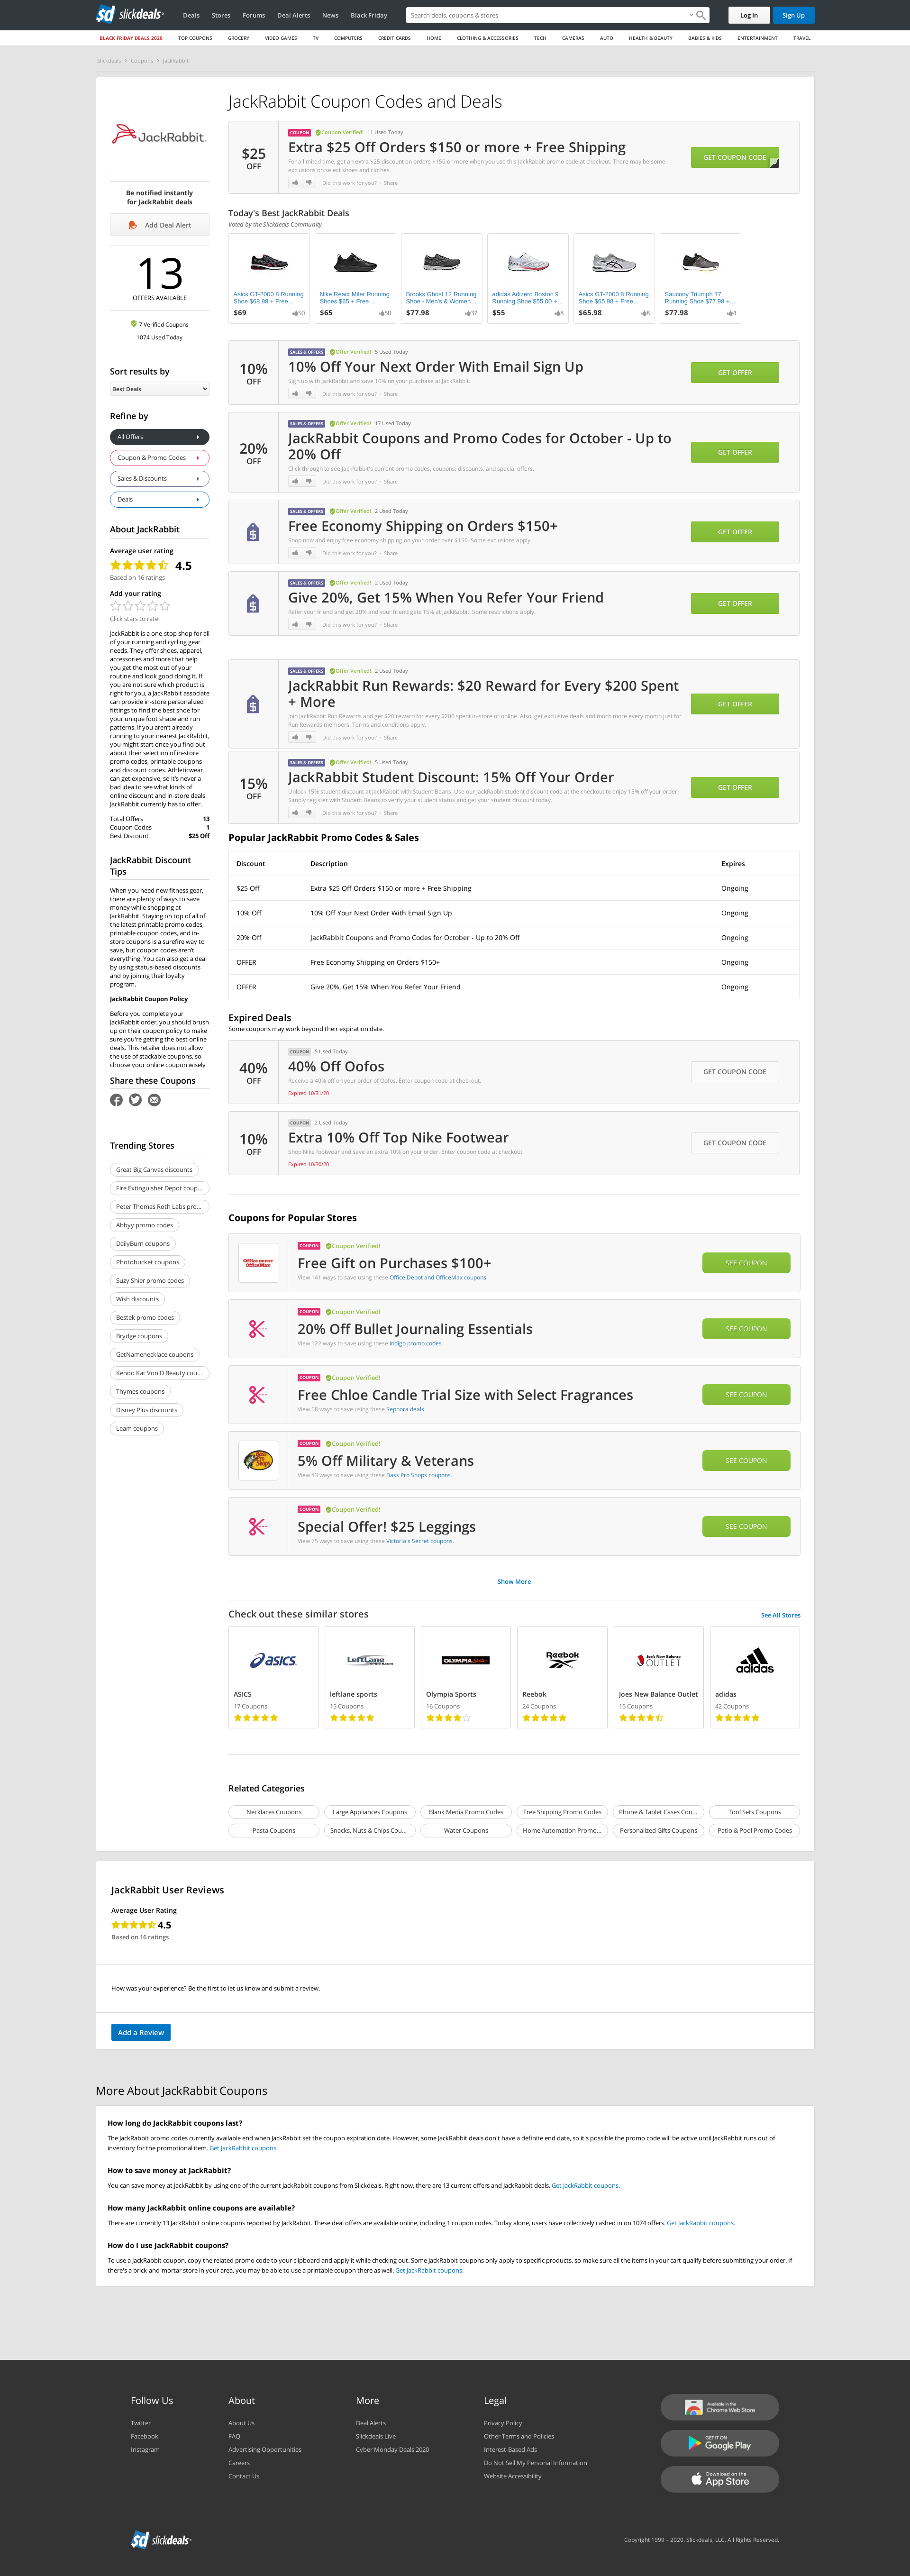 slickdeals
Deals Stores Forums Deal Alerts News Black Friday
Search deals, coupons & stores
Log In Sign Up
BLACK FRIDAY DEALS 2020 TOP COUPONS GROCERY VIDEO GAMES TV COMPUTERS CREDIT CARDS HOME CLOTHING & ACCESSORIES TECH CAMERAS AUTO HEALTH & BEAUTY BABIES & KIDS ENTERTAINMENT TRAVEL
Slickdeals Coupons JackRabbit
JackRabbit
Be notified instantly
for JackRabbit deals
Add Deal Alert
13
OFFERS AVAILABLE
7 Verified Coupons
1074 Used Today
Sort results by
Best Deals
Refine by
All Offers
Coupon & Promo Codes
Sales & Discounts
Deals
About JackRabbit
Average user rating
4.5
Based on 16 ratings
Add your rating
Click stars to rate
JackRabbit is a one-stop shop for all
of your running and cycling gear
needs. They offer shoes, apparel,
accessories and more that help
you get the most out of your
routine and look good doing it. If
you are not sure which product is
right for you, a JackRabbit associate
can provide in-store personalized
fittings to find the best shoe for
your unique foot shape and run
patterns. If you aren't already
running to your nearest JackRabbit,
you might start once you find out
about their selection of in-store
promo codes, printable coupons
and discount codes. Athleticwear
can get expensive, so it's never a
bad idea to see what kinds of
online discount and in-store deals
JackRabbit currently has to offer.
Total Offers 13
Coupon Codes 1
Best Discount $25 Off
JackRabbit Discount
Tips
When you need new fitness gear,
there are plenty of ways to save
money while shopping at
JackRabbit. Staying on top of all of
the latest printable promo codes,
printable coupon codes, and in-
store coupons is a surefire way to
save, but coupon codes aren't
everything. You can also get a deal
by using status-based discounts
and by joining their loyalty
program.
JackRabbit Coupon Policy
Before you complete your
JackRabbit order, you should brush
up on their coupon policy to make
sure you're getting the best online
deals. This retailer does not allow
the use of stackable coupons, so
choose your online coupon wisely
Share these Coupons
Trending Stores
Great Big Canvas discounts
Fire Extinguisher Depot coup...
Peter Thomas Roth Labs pro...
Abbyy promo codes
DailyBurn coupons
Photobucket coupons
Suzy Shier promo codes
Wish discounts
Bestek promo codes
Brydge coupons
GetNamenecklace coupons
Kendo Kat Von D Beauty cou...
Thymes coupons
Disney Plus discounts
Leam coupons
JackRabbit Coupon Codes and Deals
$25
OFF
COUPON Coupon Verified! 11 Used Today
Extra $25 Off Orders $150 or more + Free Shipping
For a limited time, get an extra $25 discount on orders $150 or more when you use this JackRabbit promo code at checkout. There may be some
exclusions on select shoes and clothes.
Did this work for you? · Share
GET COUPON CODE
Today's Best JackRabbit Deals
Voted by the Slickdeals Community
Asics GT-2000 8 Running
Shoe $68.98 + Free...
$69 50
Nike React Miler Running
Shoes $65 + Free...
$65 50
Brooks Ghost 12 Running
Shoe - Men's & Women...
$77.98 37
adidas Adizero Boston 9
Running Shoe $55.00 +...
$55 8
Asics GT-2000 8 Running
Shoe $65.98 + Free...
$65.98 8
Saucony Triumph 17
Running Shoe $77.98 +...
$77.98 4
10%
OFF
SALES & OFFERS Offer Verified! 5 Used Today
10% Off Your Next Order With Email Sign Up
Sign up with JackRabbit and save 10% on your purchase at JackRabbit.
Did this work for you? · Share
GET OFFER
20%
OFF
SALES & OFFERS Offer Verified! 17 Used Today
JackRabbit Coupons and Promo Codes for October - Up to
20% Off
Click through to see JackRabbit's current promo codes, coupons, discounts, and special offers.
Did this work for you? · Share
GET OFFER
SALES & OFFERS Offer Verified! 2 Used Today
Free Economy Shipping on Orders $150+
Shop now and enjoy free economy shipping on your order over $150. Some exclusions apply.
Did this work for you? · Share
GET OFFER
SALES & OFFERS Offer Verified! 2 Used Today
Give 20%, Get 15% When You Refer Your Friend
Refer your friend and get 20% and your friend gets 15% at JackRabbit. Some restrictions apply.
Did this work for you? · Share
GET OFFER
SALES & OFFERS Offer Verified! 2 Used Today
JackRabbit Run Rewards: $20 Reward for Every $200 Spent
+ More
Join JackRabbit Run Rewards and get $20 reward for every $200 spent in-store or online. Also, get exclusive deals and much more every month just for
Run Rewards members. Terms and conditions apply.
Did this work for you? · Share
GET OFFER
15%
OFF
SALES & OFFERS Offer Verified! 5 Used Today
JackRabbit Student Discount: 15% Off Your Order
Unlock 15% student discount at JackRabbit with Student Beans. Use our JackRabbit student discount code at the checkout to enjoy 15% off your order.
Simply register with Student Beans to verify your student status and get your student discount today.
Did this work for you? · Share
GET OFFER
Popular JackRabbit Promo Codes & Sales
Discount Description Expires
$25 Off Extra $25 Off Orders $150 or more + Free Shipping Ongoing
10% Off 10% Off Your Next Order With Email Sign Up Ongoing
20% Off JackRabbit Coupons and Promo Codes for October - Up to 20% Off Ongoing
OFFER Free Economy Shipping on Orders $150+ Ongoing
OFFER Give 20%, Get 15% When You Refer Your Friend Ongoing
Expired Deals
Some coupons may work beyond their expiration date.
40%
OFF
COUPON 5 Used Today
40% Off Oofos
Receive a 40% off on your order of Oofos. Enter coupon code at checkout.
Expired 10/31/20
GET COUPON CODE
10%
OFF
COUPON 2 Used Today
Extra 10% Off Top Nike Footwear
Shop Nike footwear and save an extra 10% on your order. Enter coupon code at checkout.
Expired 10/30/20
GET COUPON CODE
Coupons for Popular Stores
Office DEPOT
OfficeMax
COUPON Coupon Verified!
Free Gift on Purchases $100+
View 141 ways to save using these Office Depot and OfficeMax coupons.
SEE COUPON
COUPON Coupon Verified!
20% Off Bullet Journaling Essentials
View 122 ways to save using these Indigo promo codes.
SEE COUPON
COUPON Coupon Verified!
Free Chloe Candle Trial Size with Select Fragrances
View 58 ways to save using these Sephora deals.
SEE COUPON
Bass Pro Shops
COUPON Coupon Verified!
5% Off Military & Veterans
View 43 ways to save using these Bass Pro Shops coupons.
SEE COUPON
COUPON Coupon Verified!
Special Offer! $25 Leggings
View 75 ways to save using these Victoria's Secret coupons.
SEE COUPON
Show More
Check out these similar stores
See All Stores
asics
ASICS
17 Coupons
LEFTLANE SPORTS.COM
leftlane sports
15 Coupons
OLYMPIA Sports
Olympia Sports
16 Coupons
Reebok
Reebok
24 Coupons
Joe's New Balance OUTLET
Joes New Balance Outlet
15 Coupons
adidas
adidas
42 Coupons
Related Categories
Necklaces Coupons Large Appliances Coupons Blank Media Promo Codes Free Shipping Promo Codes Phone & Tablet Cases Cou... Tool Sets Coupons
Pasta Coupons Snacks, Nuts & Chips Cou... Water Coupons Home Automation Promo... Personalized Gifts Coupons Patio & Pool Promo Codes
JackRabbit User Reviews
Average User Rating
4.5
Based on 16 ratings
How was your experience? Be the first to let us know and submit a review.
Add a Review
More About JackRabbit Coupons
How long do JackRabbit coupons last?
The JackRabbit promo codes currently available end when JackRabbit set the coupon expiration date. However, some JackRabbit deals don't have a definite end date, so it's possible the promo code will be active until JackRabbit runs out of
inventory for the promotional item. Get JackRabbit coupons.
How to save money at JackRabbit?
You can save money at JackRabbit by using one of the current JackRabbit coupons from Slickdeals. Right now, there are 13 current offers and JackRabbit deals. Get JackRabbit coupons.
How many JackRabbit online coupons are available?
There are currently 13 JackRabbit online coupons reported by JackRabbit. These deal offers are available online, including 1 coupon codes. Today alone, users have collectively cashed in on 1074 offers. Get JackRabbit coupons.
How do I use JackRabbit coupons?
To use a JackRabbit coupon, copy the related promo code to your clipboard and apply it while checking out. Some JackRabbit coupons only apply to specific products, so make sure all the items in your cart qualify before submitting your order. If
there's a brick-and-mortar store in your area, you may be able to use a printable coupon there as well. Get JackRabbit coupons.
Follow Us
Twitter
Facebook
Instagram
About
About Us
FAQ
Advertising Opportunities
Careers
Contact Us
More
Deal Alerts
Slickdeals Live
Cyber Monday Deals 2020
Legal
Privacy Policy
Other Terms and Policies
Interest-Based Ads
Do Not Sell My Personal Information
Website Accessibility
Available in the
Chrome Web Store
GET IT ON
Google Play
Download on the
App Store
slickdeals
Copyright 1999 – 2020. Slickdeals, LLC. All Rights Reserved.